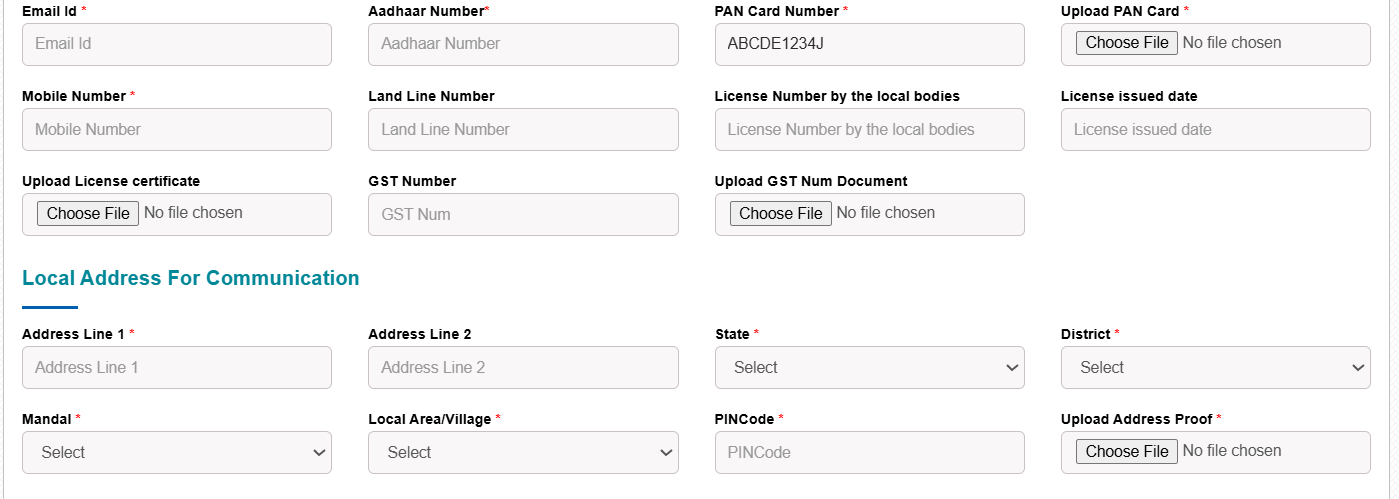 Email Id * Aadhaar Number* PAN Card Number * Upload PAN Card *
Email Id Aadhaar Number ABCDE1234J Choose File No file chosen
Mobile Number * Land Line Number License Number by the local bodies License issued date
Mobile Number Land Line Number License Number by the local bodies License issued date
Upload License certificate GST Number Upload GST Num Document
Choose File No file chosen GST Num Choose File No file chosen
Local Address For Communication
Address Line 1 * Address Line 2 State * District *
Address Line 1 Address Line 2 Select Select
Mandal * Local Area/Village * PINCode * Upload Address Proof *
Select Select PINCode Choose File No file chosen